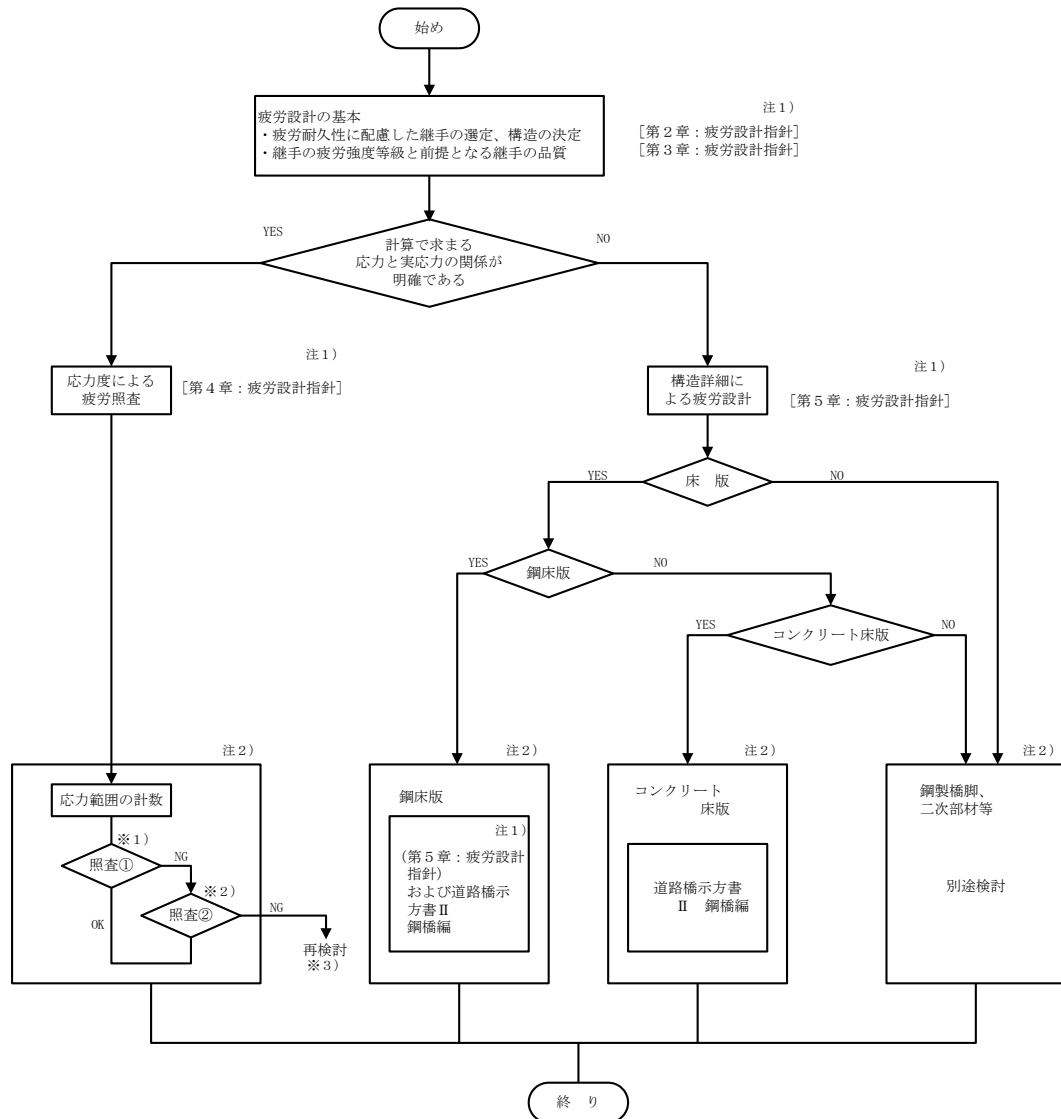 始め
注１）
疲労設計の基本
・疲労耐久性に配慮した継手の選定、構造の決定
・継手の疲労強度等級と前提となる継手の品質
［第２章：疲労設計指針］
［第３章：疲労設計指針］
YES
NO
計算で求まる
応力と実応力の関係が
明確である
注１）
応力度による
疲労照査
［第４章：疲労設計指針］
注１）
構造詳細に
よる疲労設計
［第５章：疲労設計指針］
YES
床　版
NO
YES
鋼床版
NO
YES
コンクリート床版
NO
注２）
応力範囲の計数
※１）
照査①
NG
※２）
照査②
NG
OK
再検討
※３）
注２）
鋼床版
注１）
（第５章：疲労設計
指針）
および道路橋示
方書Ⅱ
鋼橋編
注２）
コンクリート
床版
道路橋示方書
Ⅱ　鋼橋編
注２）
鋼製橋脚、
二次部材等
別途検討
終　り